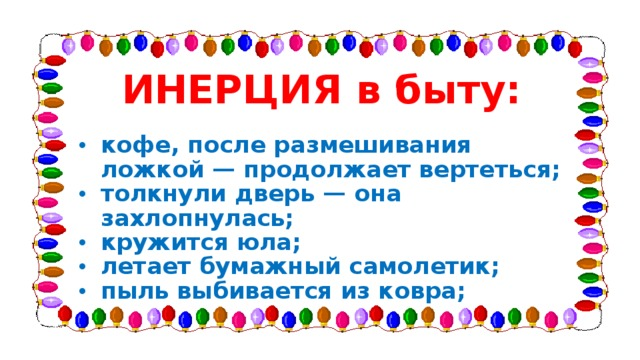 ИНЕРЦИЯ в быту:
• кофе, после размешивания
ложкой — продолжает вертеться;
• толкнули дверь — она
захлопнулась;
• кружится юла;
• летает бумажный самолетик;
• пыль выбивается из ковра;